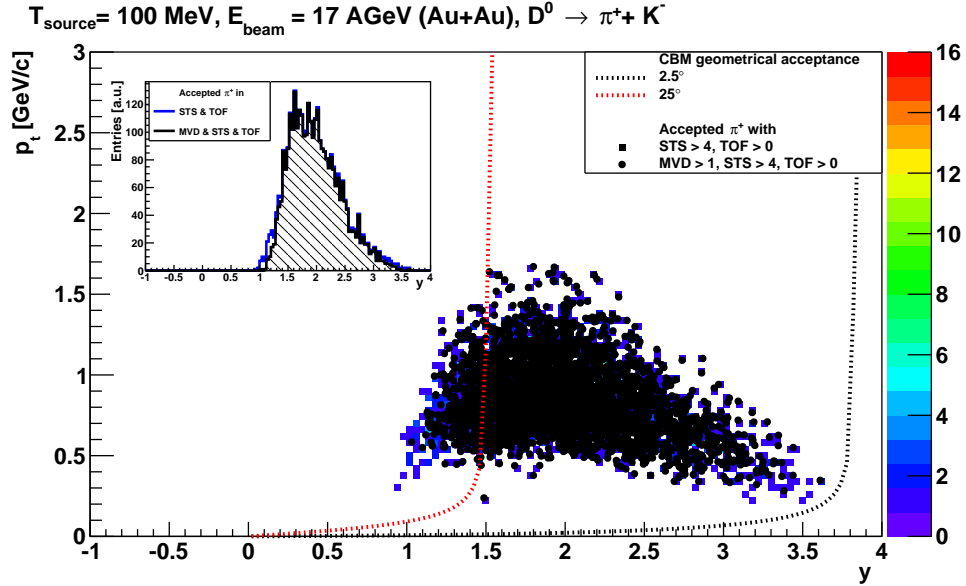 T_source = 100 MeV, E_beam = 17 AGeV (Au+Au), D⁰ → π⁺ + K⁻
p_t [GeV/c]
3
2.5
2
1.5
1
0.5
0
-1 -0.5 0 0.5 1 1.5 2 2.5 3 3.5 4
y
Entries [a.u.]
120
100
80
60
40
20
0
-1 -0.5 0 0.5 1 1.5 2 2.5 3 3.5 4
y
Accepted π⁺ in
STS & TOF
MVD & STS & TOF
CBM geometrical acceptance
2.5°
25°
Accepted π⁺ with
STS > 4, TOF > 0
MVD > 1, STS > 4, TOF > 0
16
14
12
10
8
6
4
2
0